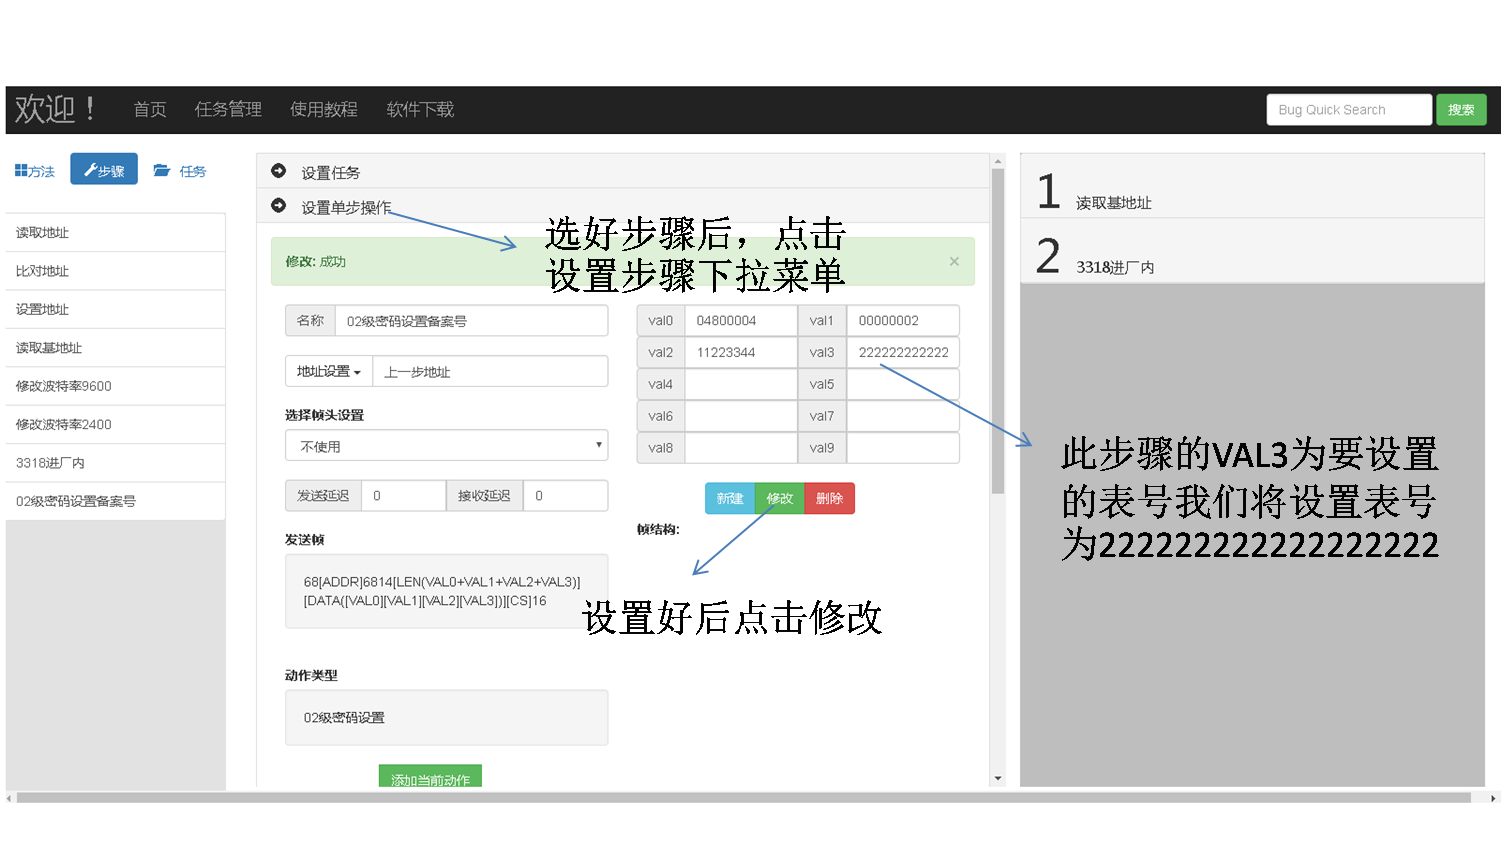 欢迎！ 首页 任务管理 使用教程 软件下载 Bug Quick Search 搜索
方法 步骤 任务
读取地址
比对地址
设置地址
读取基地址
修改波特率9600
修改波特率2400
3318进厂内
02级密码设置备案号
设置任务
设置单步操作
选好步骤后，点击
设置步骤下拉菜单
修改: 成功 ×
名称 02级密码设置备案号
地址设置 上一步地址
选择帧头设置
不使用
发送延迟 0 接收延迟 0
发送帧
68[ADDR]6814[LEN(VAL0+VAL1+VAL2+VAL3)]
[DATA([VAL0][VAL1][VAL2][VAL3])][CS]16
动作类型
02级密码设置
添加当前动作
val0 04800004 val1 00000002
val2 11223344 val3 222222222222
val4 val5
val6 val7
val8 val9
新建 修改 删除
帧结构:
设置好后点击修改
1 读取基地址
2 3318进厂内
此步骤的VAL3为要设置
的表号我们将设置表号
为222222222222222222